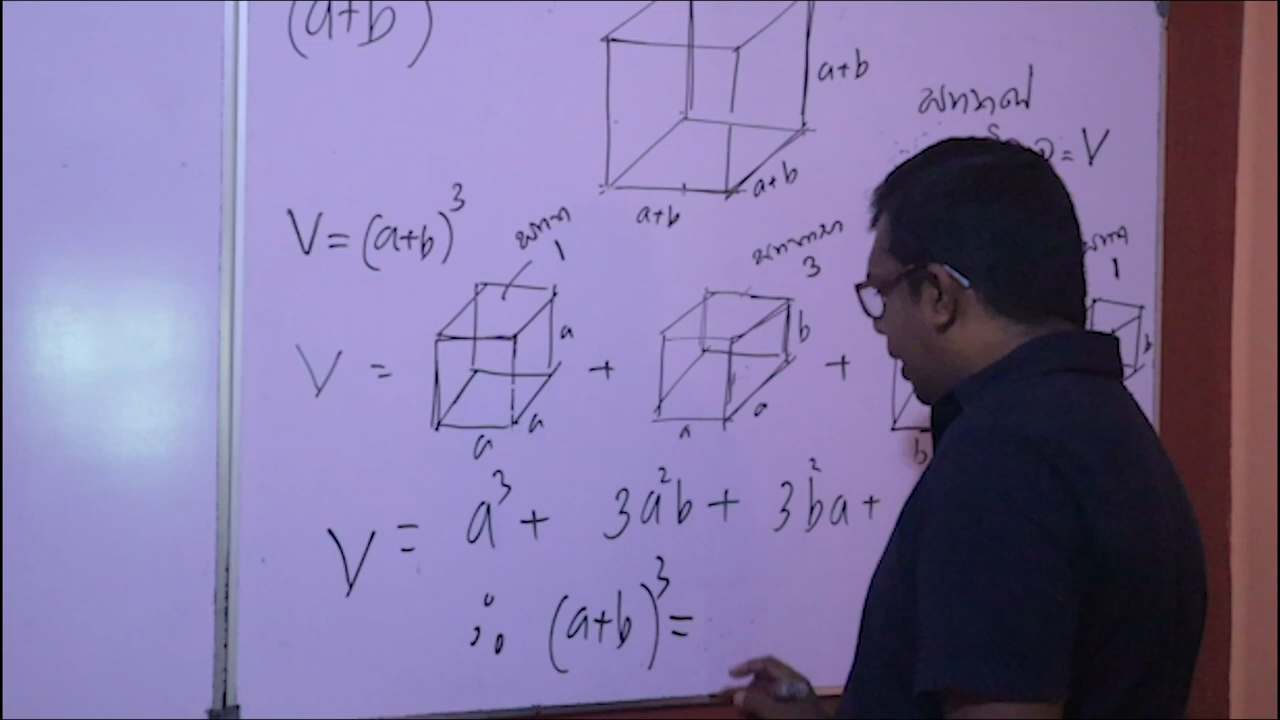 (a+b)
a+b
a+b
a+b
= V
V = (a+b)³
1
3
1
V =
a
a
a
+
b
a
a
+
b
b
V = a³ + 3a²b + 3b²a +
∴ (a+b)³ =